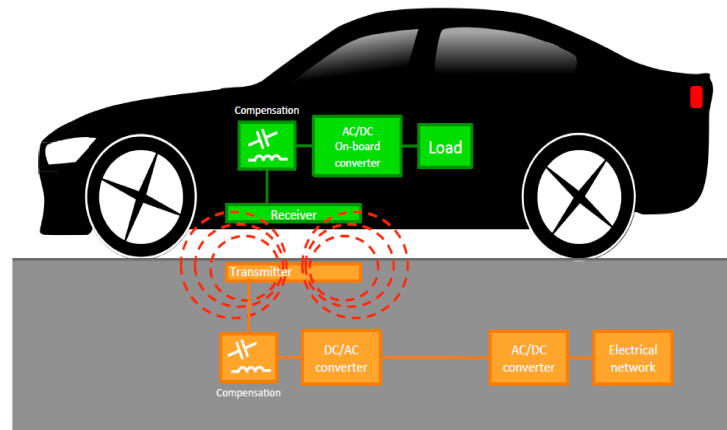 Compensation
AC/DC
On-board
converter
Load
Receiver
Transmitter
DC/AC
converter
AC/DC
converter
Electrical
network
Compensation